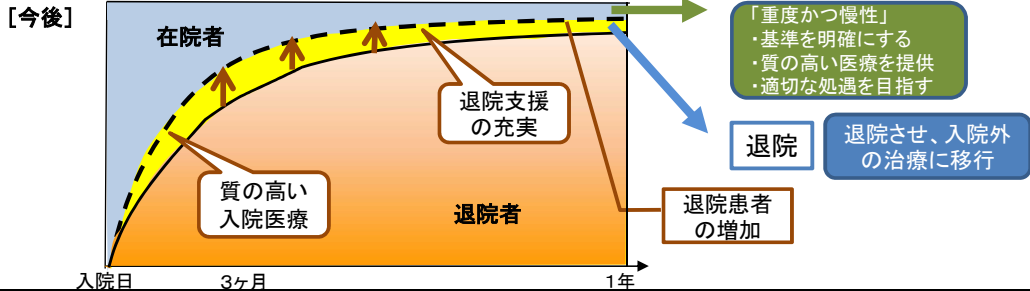 [今後]
在院者
「重度かつ慢性」
・基準を明確にする
・質の高い医療を提供
・適切な処遇を目指す
退院支援
の充実
退院
退院させ、入院外
の治療に移行
質の高い
入院医療
退院者
退院患者
の増加
入院日
3ヶ月
1年